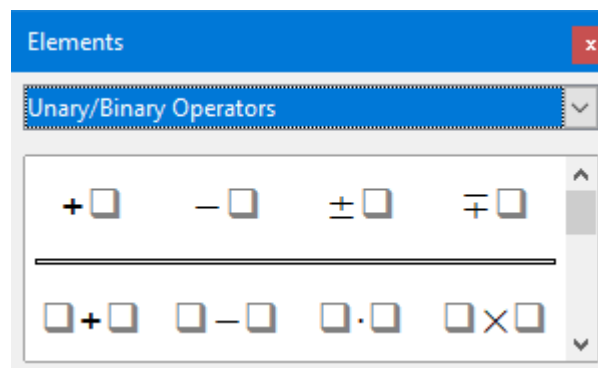 Elements
x
Unary/Binary Operators
+❑ −❑ ±❑ ∓❑
❑+❑ ❑−❑ ❑·❑ ❑×❑